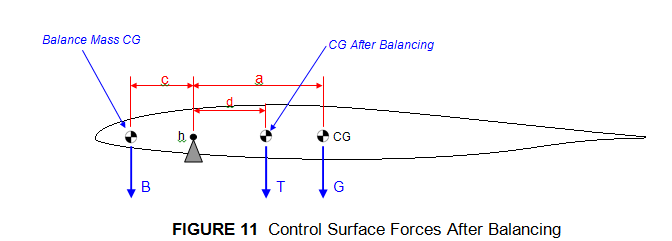 Balance Mass CG
CG After Balancing
c
a
d
h
CG
B
T
G
FIGURE 11 Control Surface Forces After Balancing